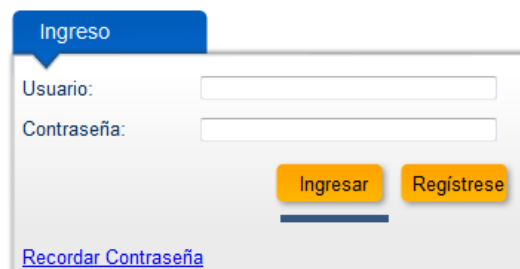 Ingreso
Usuario:
Contraseña:
Ingresar Regístrese
Recordar Contraseña